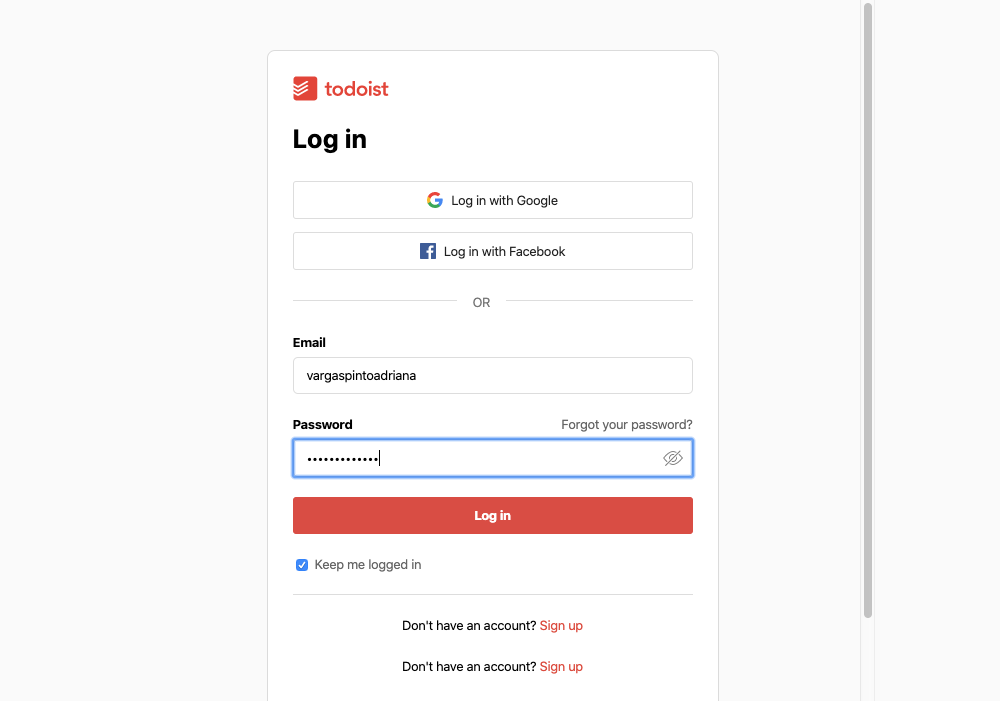 todoist
Log in
Log in with Google
Log in with Facebook
OR
Email
vargaspintoadriana
Password Forgot your password?
•••••••••••••
Log in
Keep me logged in
Don't have an account? Sign up
Don't have an account? Sign up